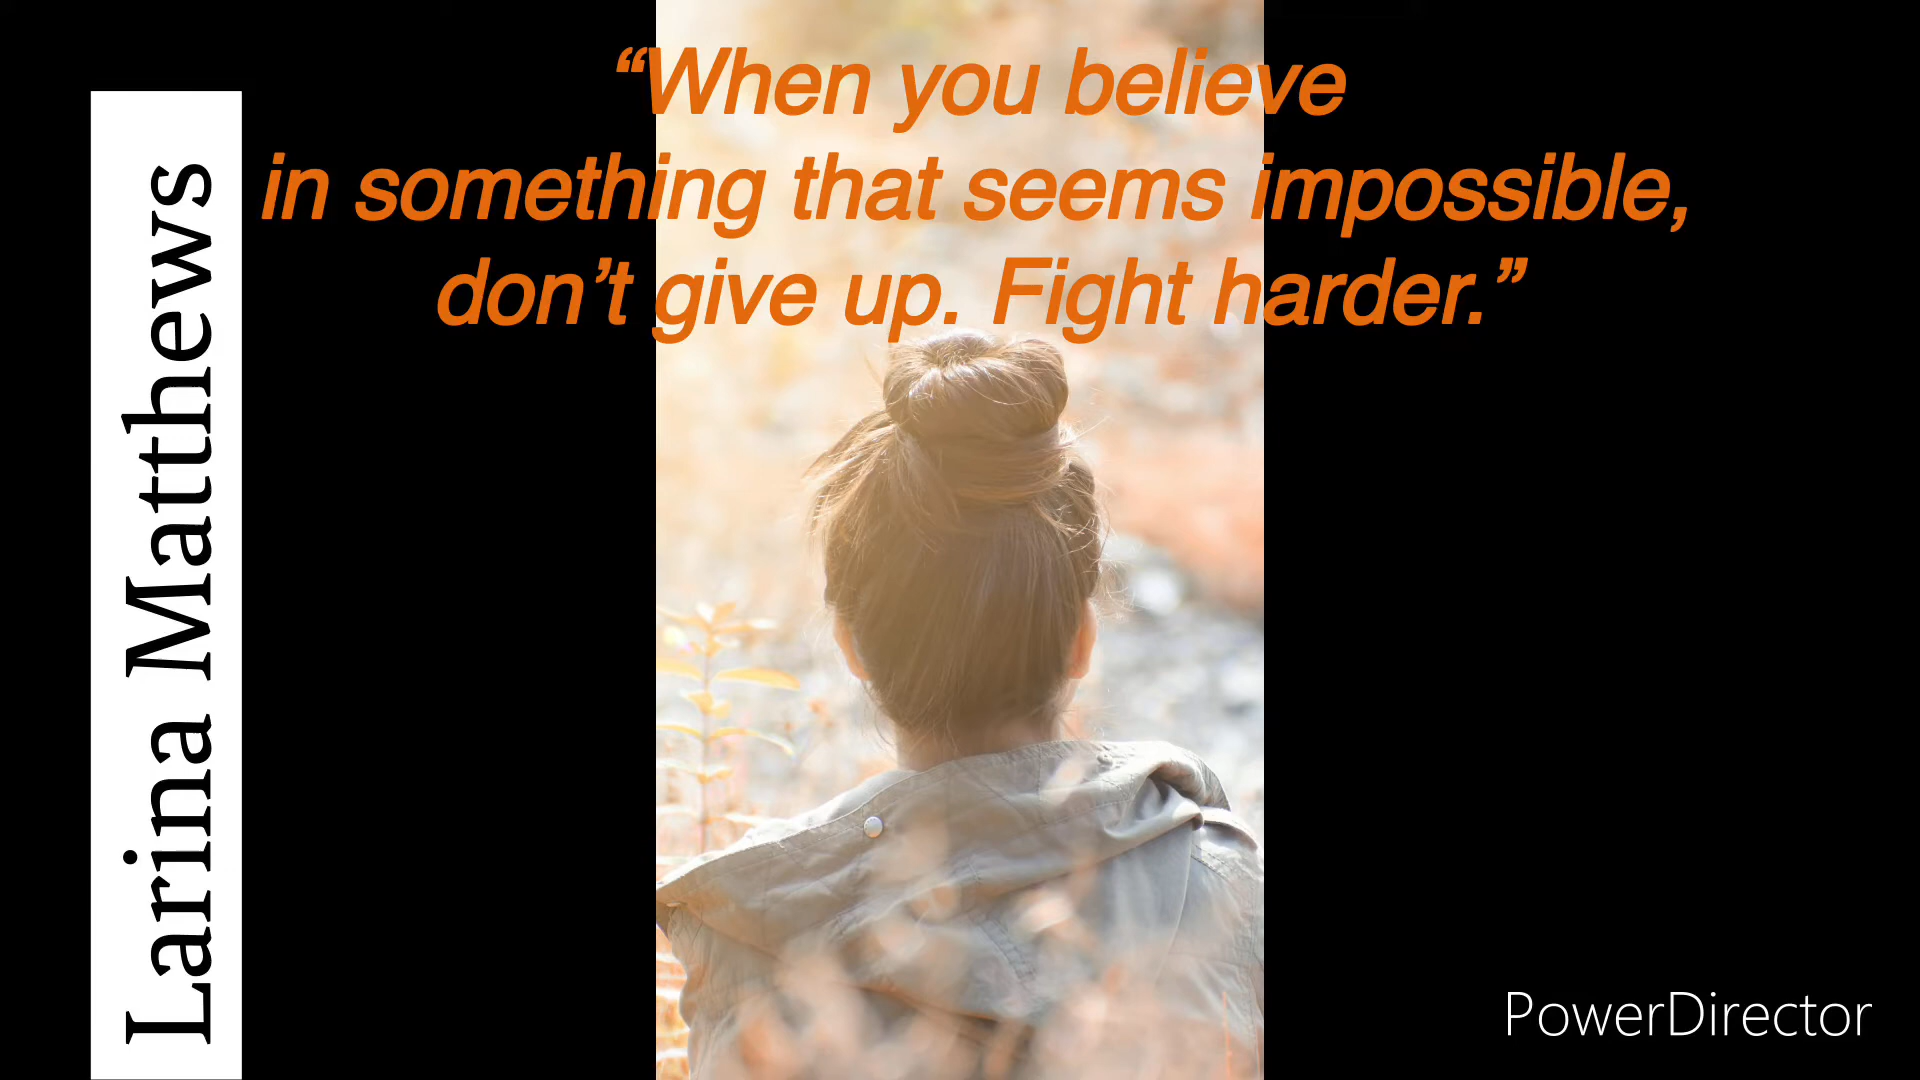 “When you believe
in something that seems impossible,
don’t give up. Fight harder.”
Larina Matthews
PowerDirector